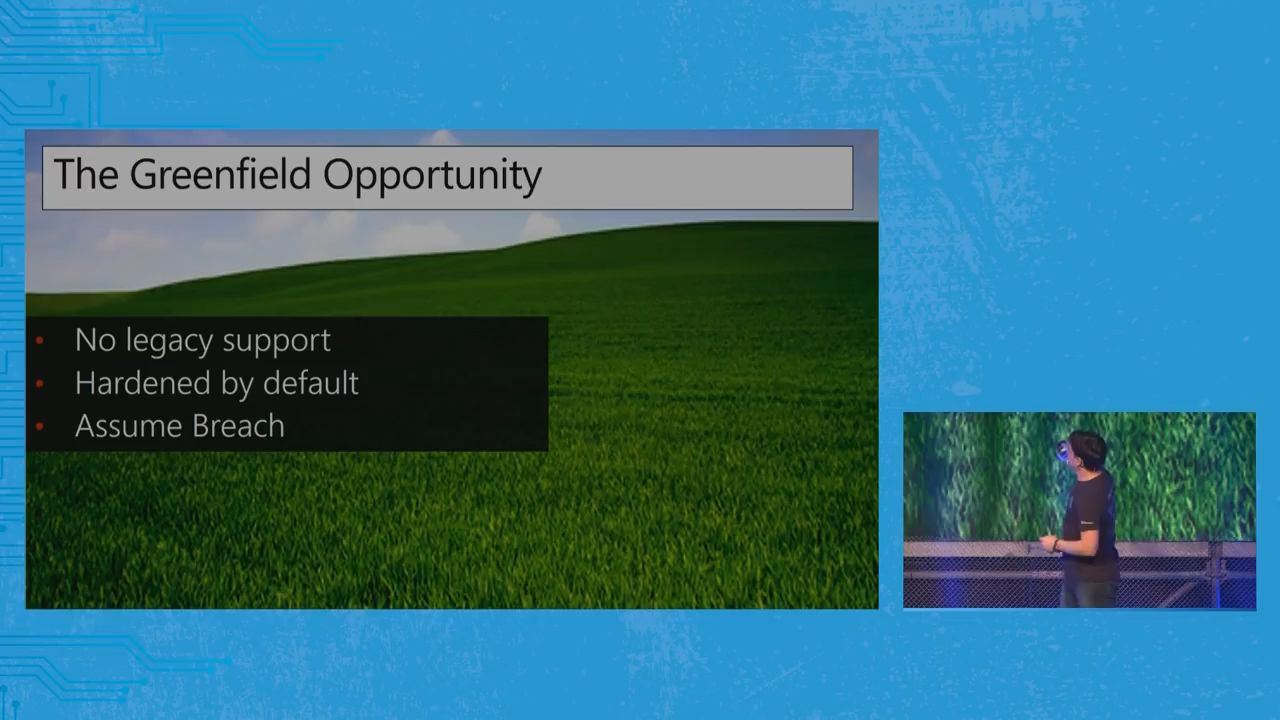 The Greenfield Opportunity
• No legacy support
• Hardened by default
• Assume Breach